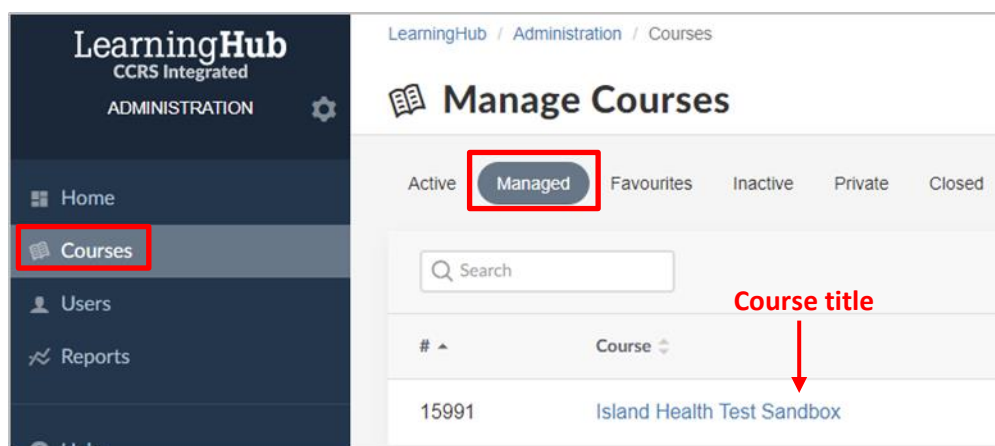 LearningHub
CCRS Integrated
ADMINISTRATION
Home
Courses
Users
Reports
LearningHub / Administration / Courses
Manage Courses
Active Managed Favourites Inactive Private Closed
Search
Course title
# Course
15991 Island Health Test Sandbox